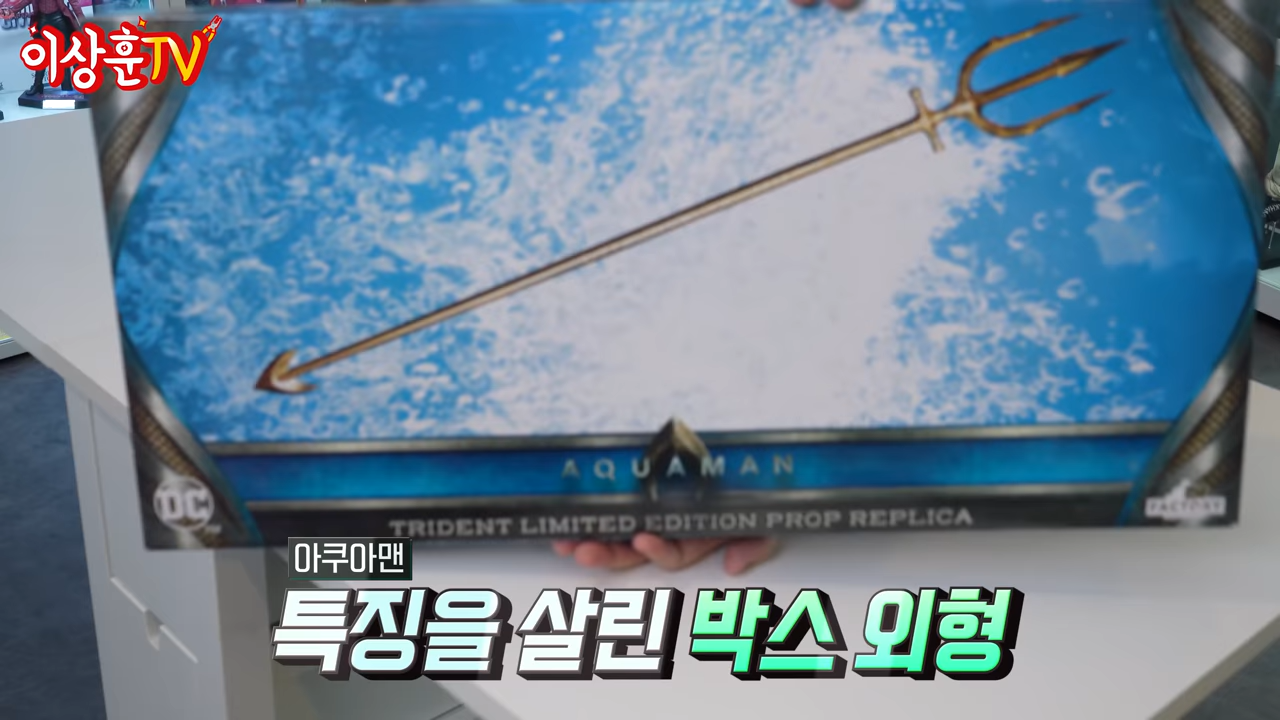 이상훈TV
AQUAMAN
DC
TRIDENT LIMITED EDITION PROP REPLICA
FACTORY
아쿠아맨
특징을 살린 박스 외형